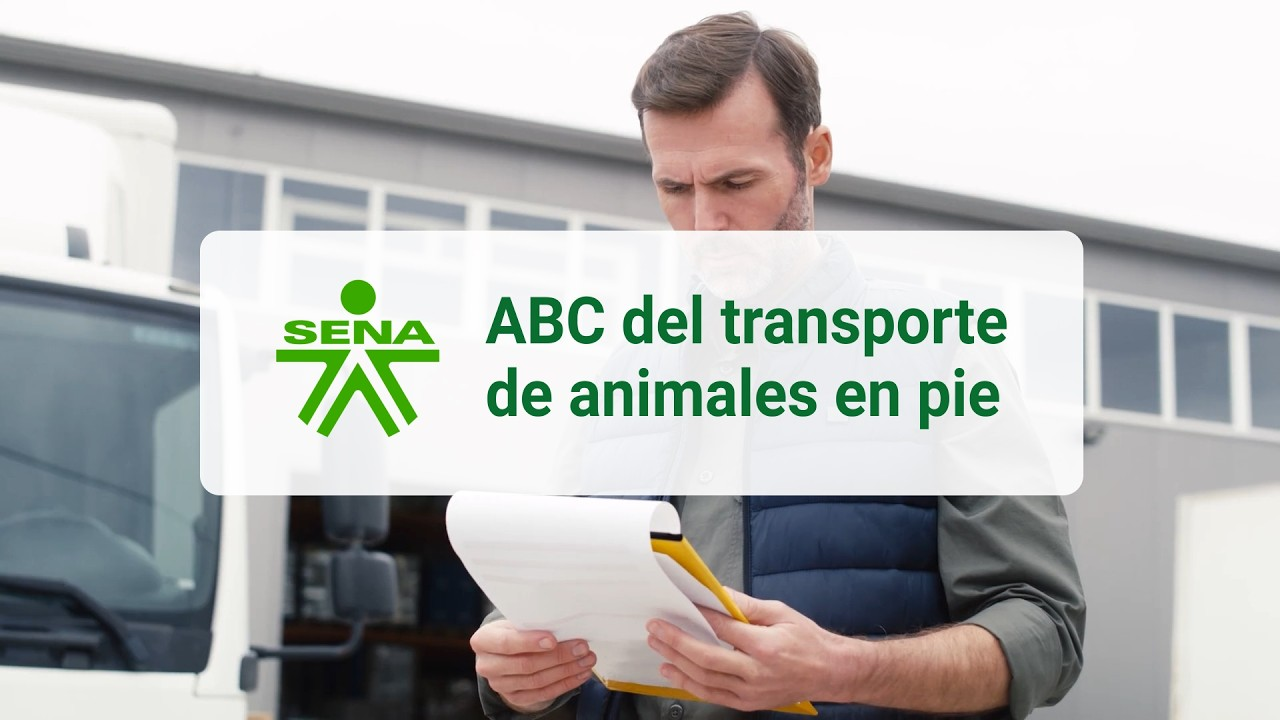 SENA
ABC del transporte
de animales en pie